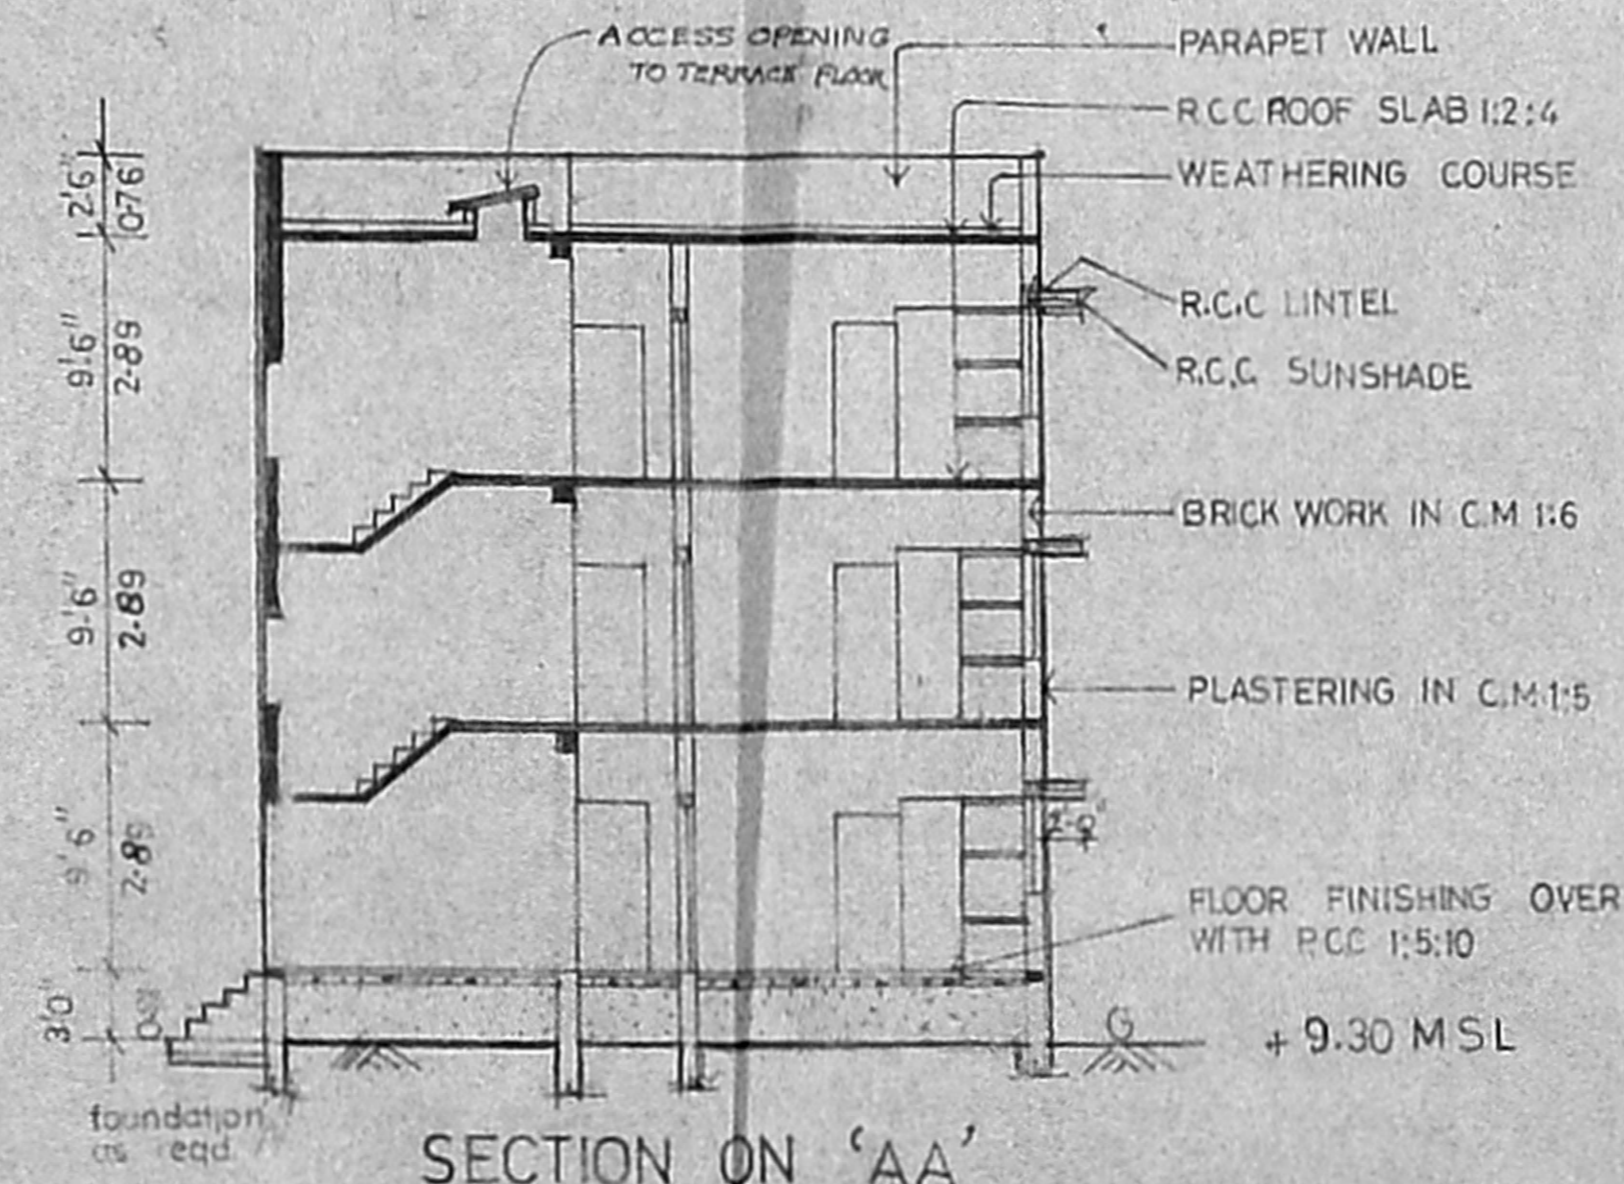 ACCESS OPENING
TO TERRACE FLOOR
PARAPET WALL
R.C.C ROOF SLAB 1:2:4
WEATHERING COURSE
R.C.C LINTEL
R.C.C. SUNSHADE
BRICK WORK IN C.M 1:6
PLASTERING IN C.M. 1:5
2'-0"
FLOOR FINISHING OVER
WITH P.CC 1:5:10
G
+ 9.30 M S L
2'6"
0.76
9'.6"
2.89
9'.6"
2.89
9'6"
2.89
3'0"
foundation
as reqd
SECTION ON 'AA'